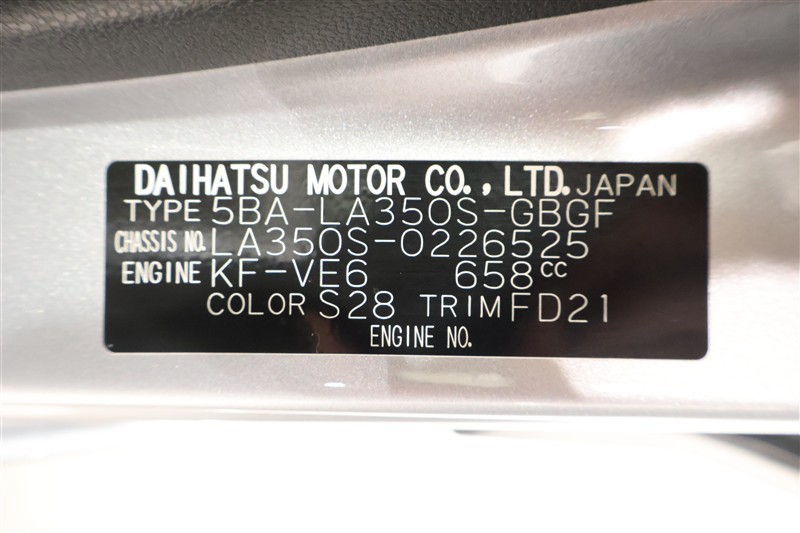 DAIHATSU MOTOR CO., LTD. JAPAN
TYPE 5BA-LA350S-GBGF
CHASSIS NO. LA350S-0226525
ENGINE KF-VE6 658cc
COLOR S28 TRIM FD21
ENGINE NO.